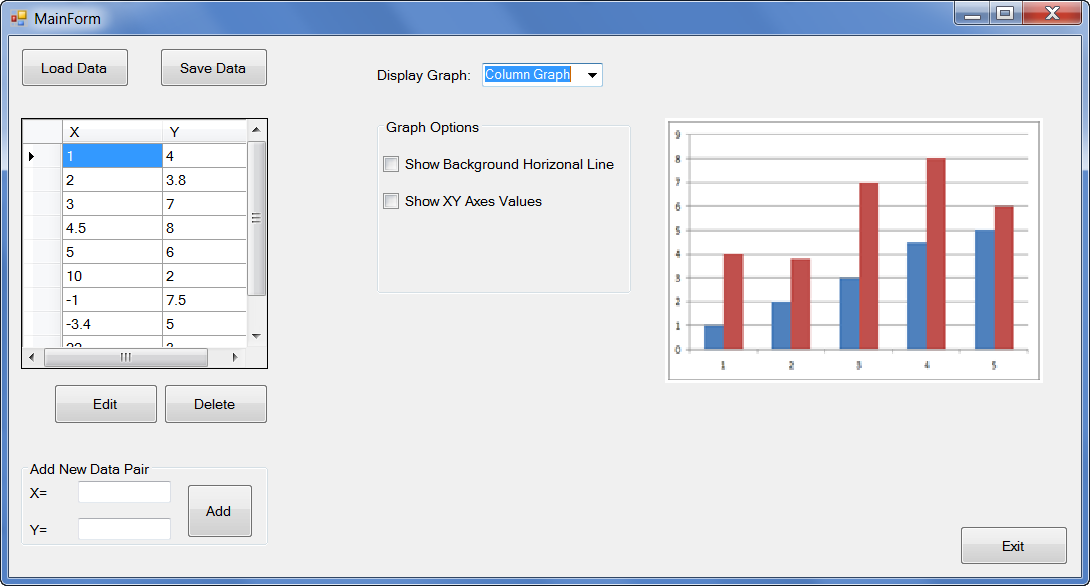 MainForm
Load Data
Save Data
Display Graph:
Column Graph
X Y
1 4
2 3.8
3 7
4.5 8
5 6
10 2
-1 7.5
-3.4 5
Edit
Delete
Add New Data Pair
X=
Y=
Add
Graph Options
Show Background Horizonal Line
Show XY Axes Values
9
8
7
6
5
4
3
2
1
0
1 2 3 4 5
Exit